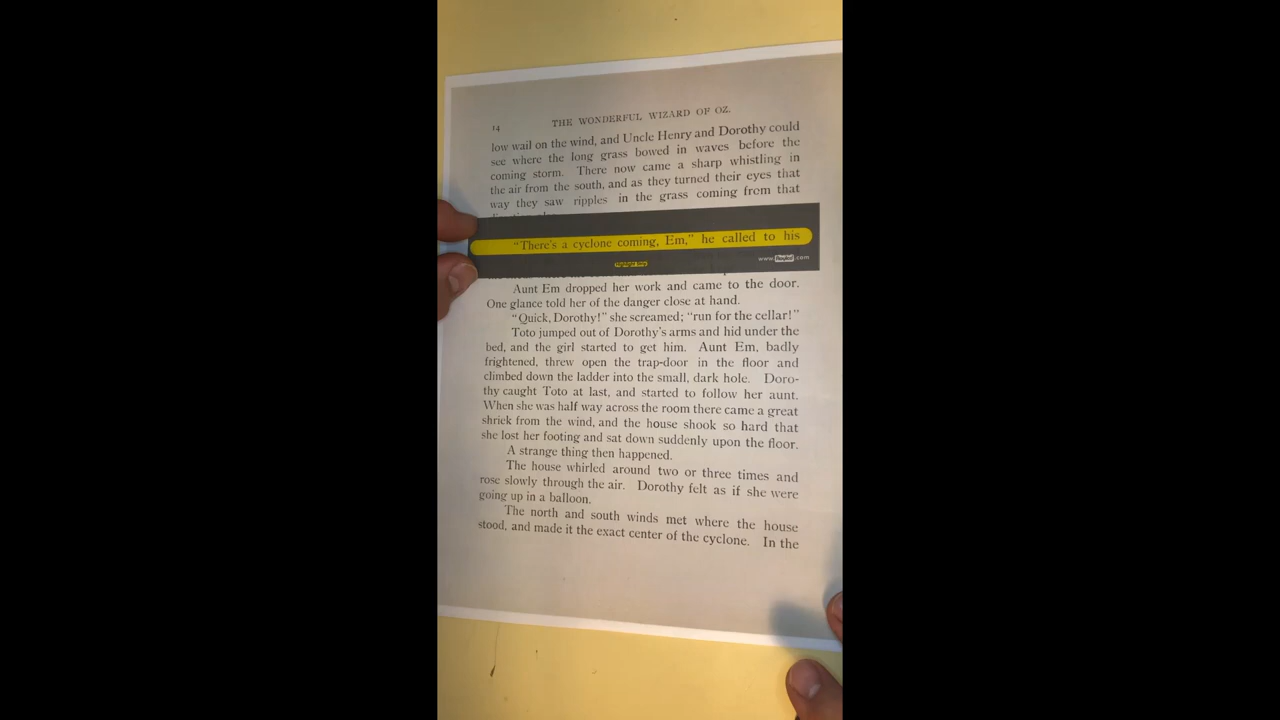 14 THE WONDERFUL WIZARD OF OZ.
low wail on the wind, and Uncle Henry and Dorothy could
see where the long grass bowed in waves before the
coming storm. There now came a sharp whistling in
the air from the south, and as they turned their eyes that
way they saw ripples in the grass coming from that
"There's a cyclone coming, Em," he called to his
Highlight Strip
www. .com
Aunt Em dropped her work and came to the door.
One glance told her of the danger close at hand.
"Quick, Dorothy!" she screamed; "run for the cellar!"
Toto jumped out of Dorothy's arms and hid under the
bed, and the girl started to get him. Aunt Em, badly
frightened, threw open the trap-door in the floor and
climbed down the ladder into the small, dark hole. Doro-
thy caught Toto at last, and started to follow her aunt.
When she was half way across the room there came a great
shriek from the wind, and the house shook so hard that
she lost her footing and sat down suddenly upon the floor.
A strange thing then happened.
The house whirled around two or three times and
rose slowly through the air. Dorothy felt as if she were
going up in a balloon.
The north and south winds met where the house
stood, and made it the exact center of the cyclone. In the